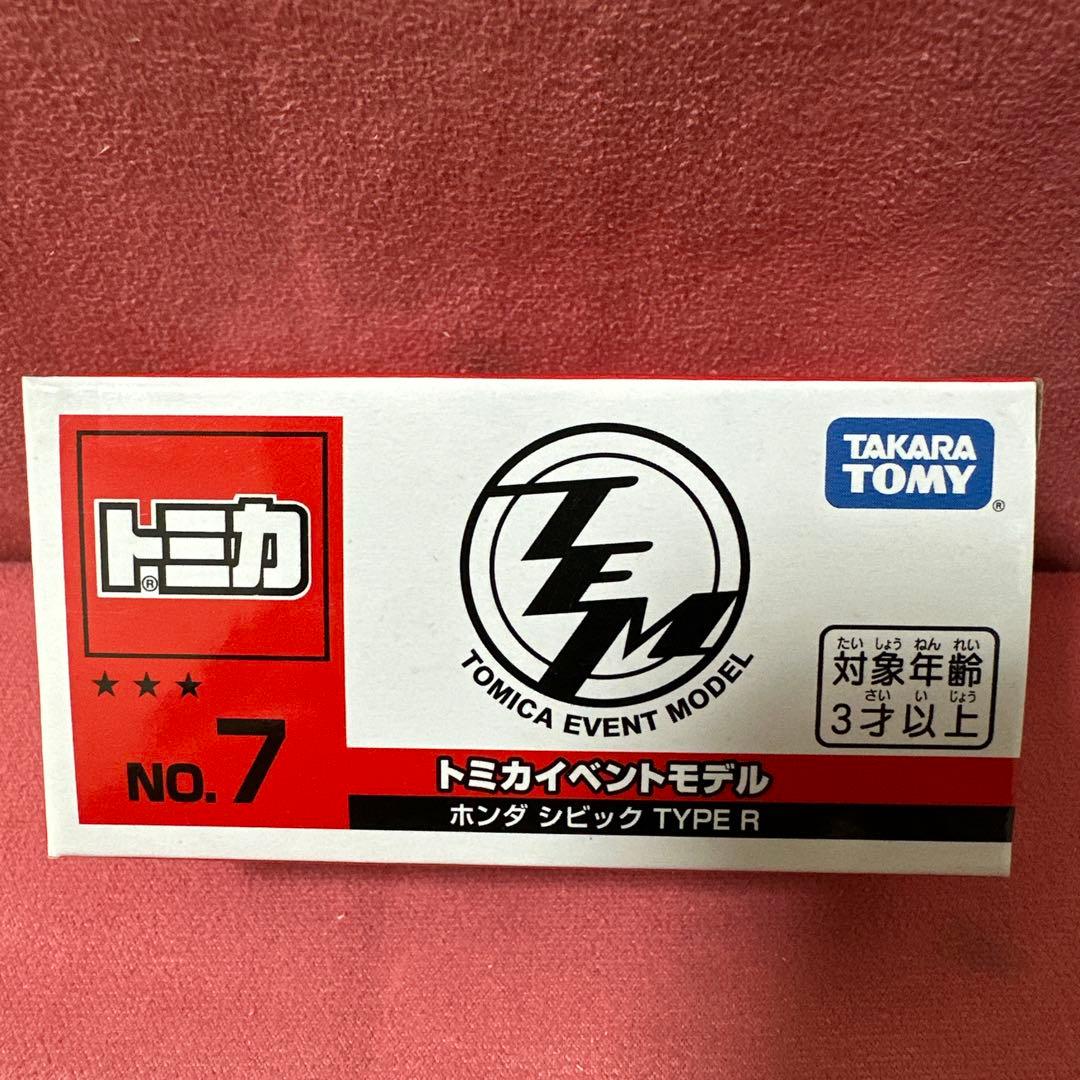 トミカ®
★★★
NO.7
TEM
TOMICA EVENT MODEL
TAKARA
TOMY®
たいしょうねんれい
対象年齢
さいいじょう
3才以上
トミカイベントモデル
ホンダ シビック TYPE R